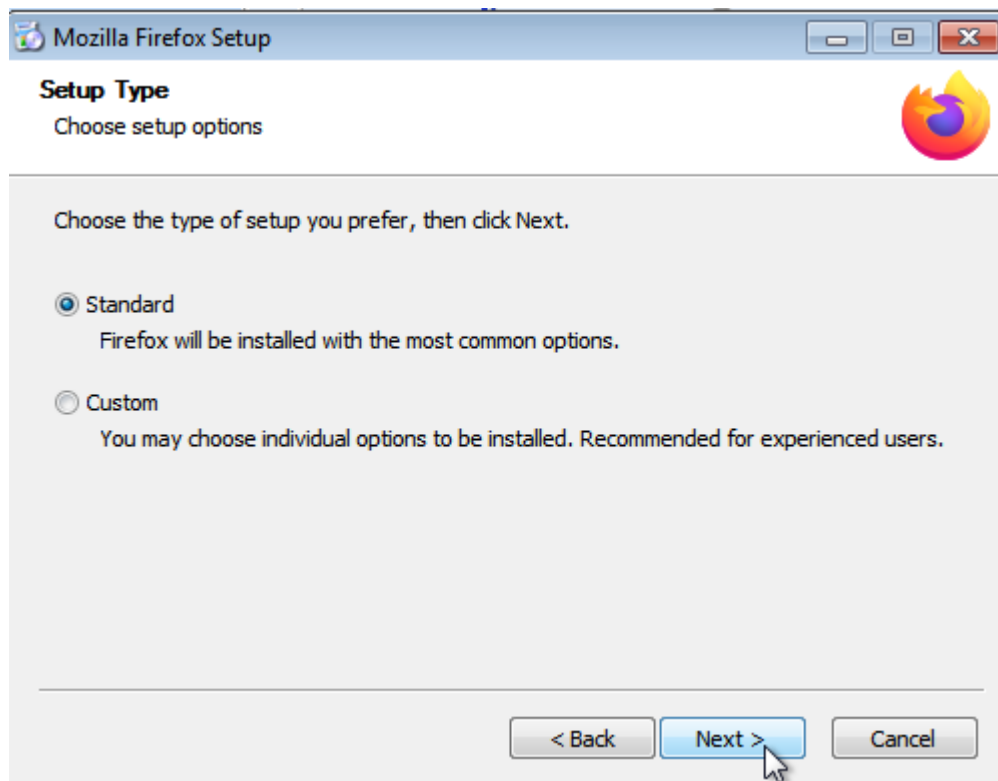 Mozilla Firefox Setup
Setup Type
Choose setup options
Choose the type of setup you prefer, then click Next.
Standard
Firefox will be installed with the most common options.
Custom
You may choose individual options to be installed. Recommended for experienced users.
< Back
Next >
Cancel